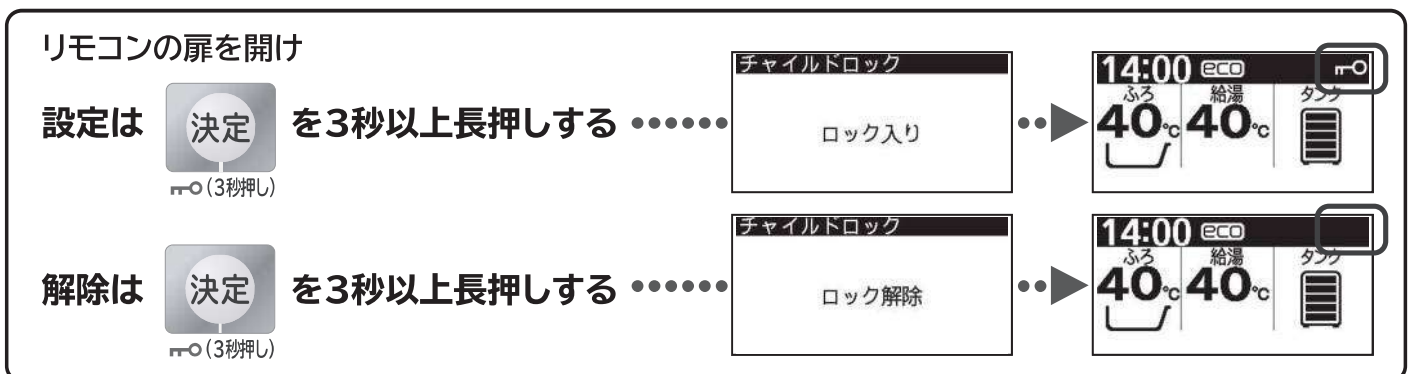 リモコンの扉を開け
設定は 決定 を3秒以上長押しする
(3秒押し)
チャイルドロック
ロック入り
14:00 eco
ふろ 給湯 タンク
40℃ 40℃
解除は 決定 を3秒以上長押しする
(3秒押し)
チャイルドロック
ロック解除
14:00 eco
ふろ 給湯 タンク
40℃ 40℃